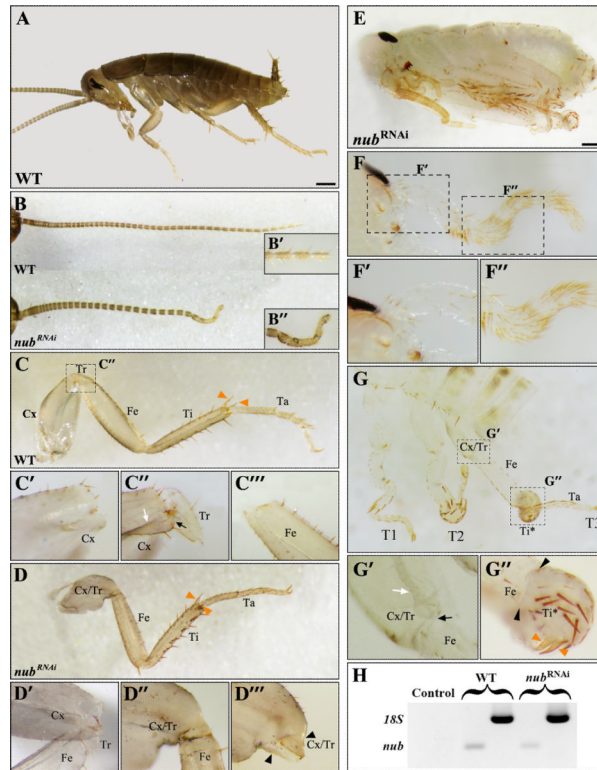 A
WT
B
B'
WT
B''
nub RNAi
C
Tr
C''
Cx
Fe
Ti
Ta
WT
C'
C''
C'''
Cx
Cx
Tr
Fe
D
Cx/Tr
Fe
Ti
Ta
nub RNAi
D'
D''
D'''
Cx
Tr
Fe
Cx/Tr
Fe
Cx/Tr
E
nub RNAi
F
F'
F''
F'
F''
G
Cx/Tr
G'
Fe
G''
Ta
Ti*
T1
T2
T3
G'
G''
Cx/Tr
Fe
Fe
Ti*
H
WT
nub RNAi
Control
18S
nub